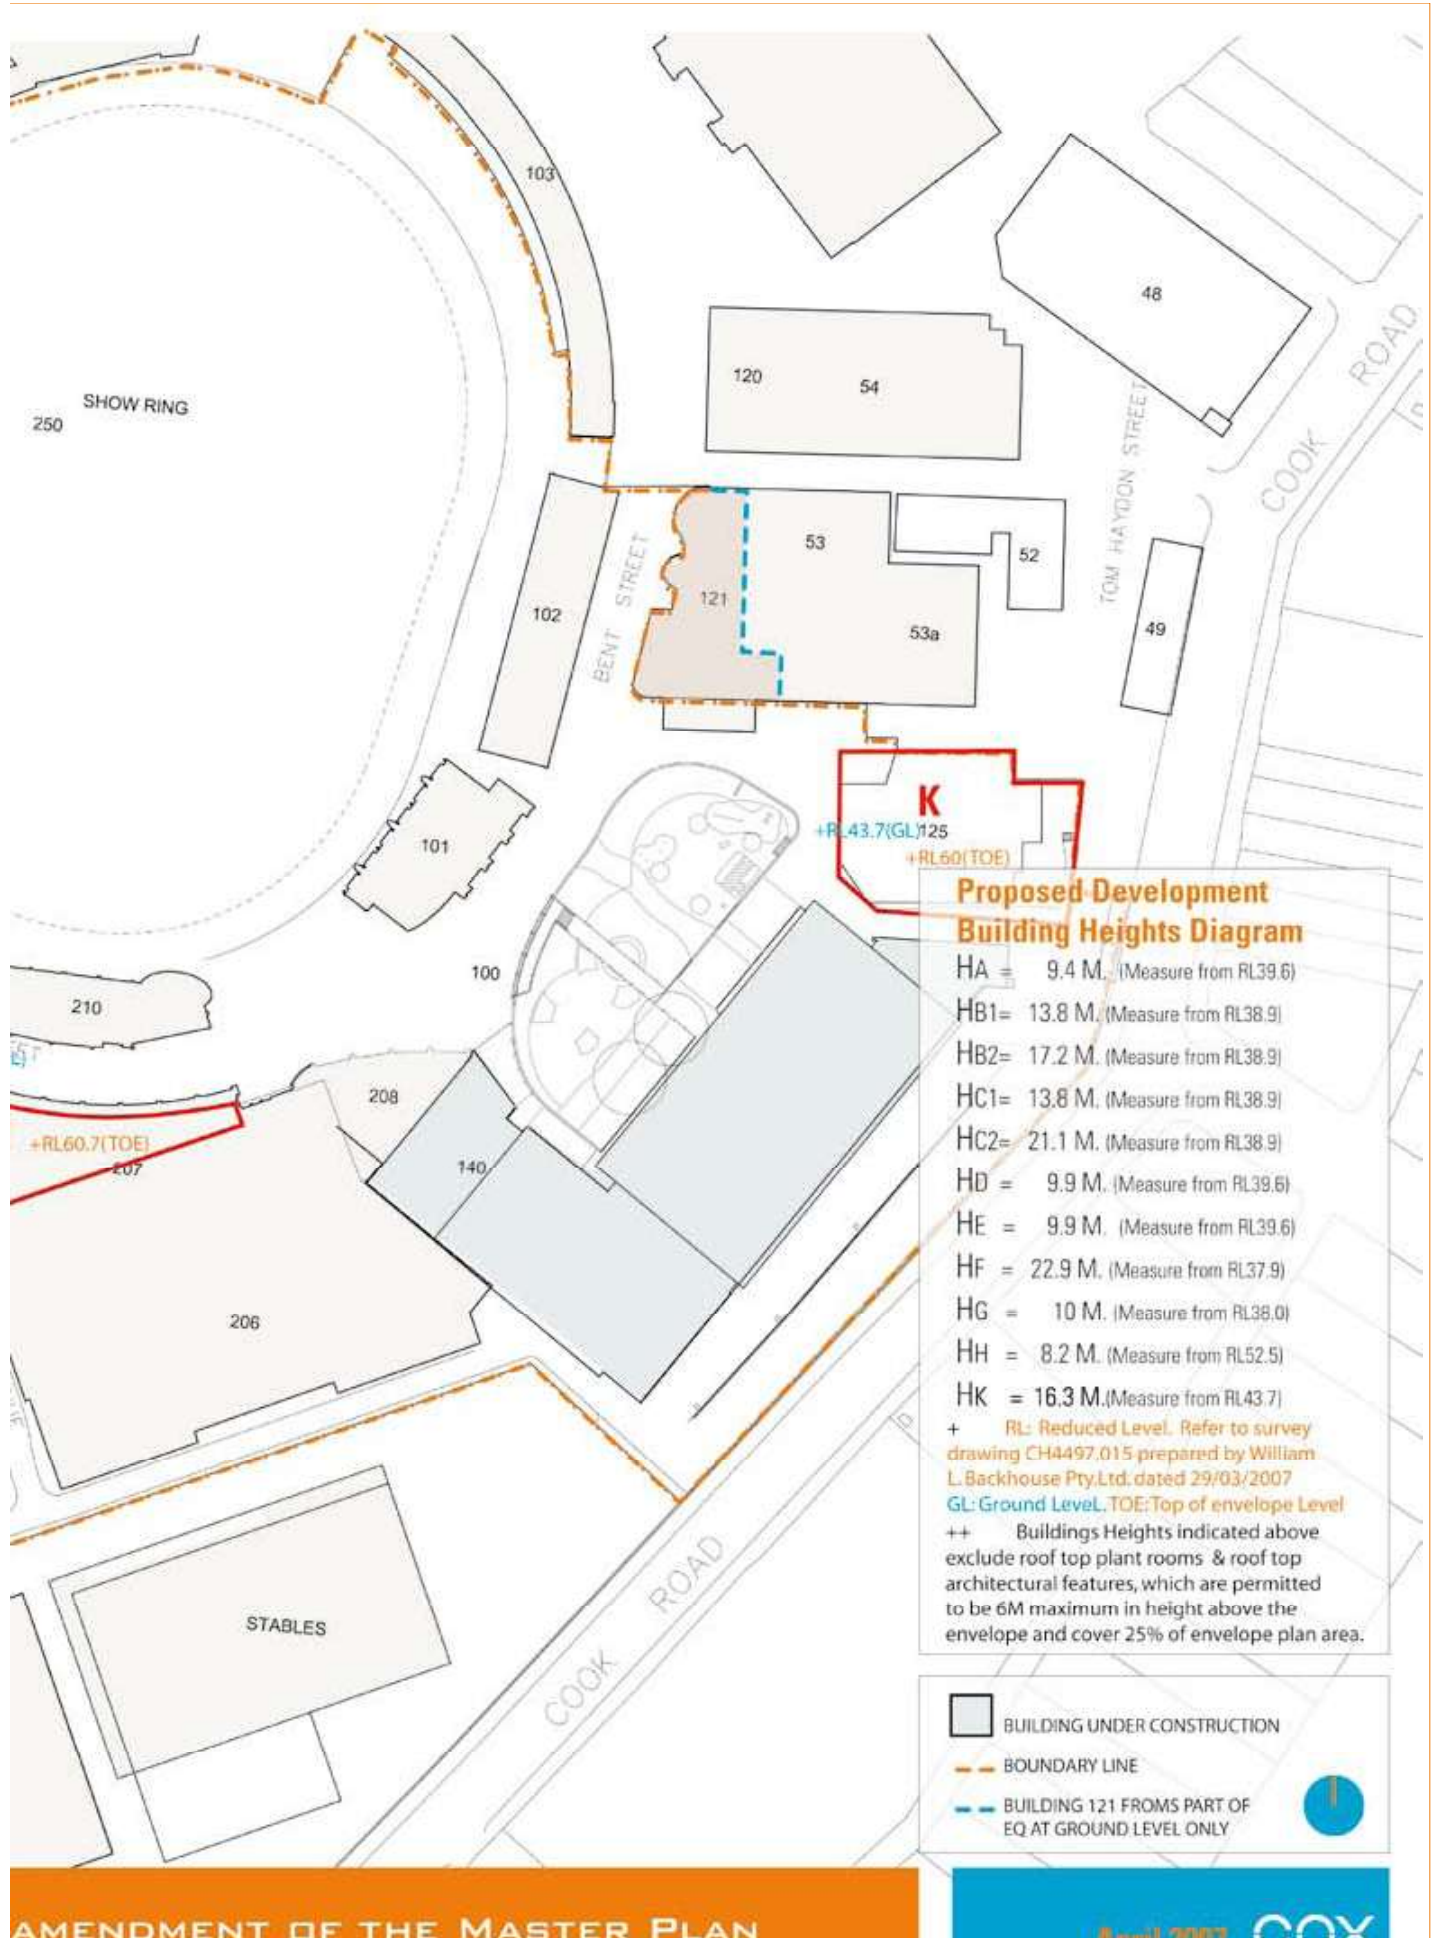 103
48
ROAD
120
54
SHOW RING
250
TOM HAYDON STREET
COOK
53
52
BENT STREET
121
102
53a
49
K
+RL43.7(GL)
125
+RL60(TOE)
101
100
210
208
+RL60.7(TOE)
207
140
206
STABLES
COOK ROAD
D
D
Proposed Development
Building Heights Diagram
HA = 9.4 M. (Measure from RL39.6)
HB1= 13.8 M. (Measure from RL38.9)
HB2= 17.2 M. (Measure from RL38.9)
HC1= 13.8 M. (Measure from RL38.9)
HC2= 21.1 M. (Measure from RL38.9)
HD = 9.9 M. (Measure from RL39.6)
HE = 9.9 M. (Measure from RL39.6)
HF = 22.9 M. (Measure from RL37.9)
HG = 10 M. (Measure from RL38.0)
HH = 8.2 M. (Measure from RL52.5)
HK = 16.3 M.(Measure from RL43.7)
+ RL: Reduced Level. Refer to survey
drawing CH4497.015 prepared by William
L. Backhouse Pty.Ltd. dated 29/03/2007
GL: Ground LeveL. TOE: Top of envelope Level
++ Buildings Heights indicated above
exclude roof top plant rooms & roof top
architectural features, which are permitted
to be 6M maximum in height above the
envelope and cover 25% of envelope plan area.
BUILDING UNDER CONSTRUCTION
BOUNDARY LINE
BUILDING 121 FROMS PART OF
EQ AT GROUND LEVEL ONLY
AMENDMENT OF THE MASTER PLAN
April 2007 COX